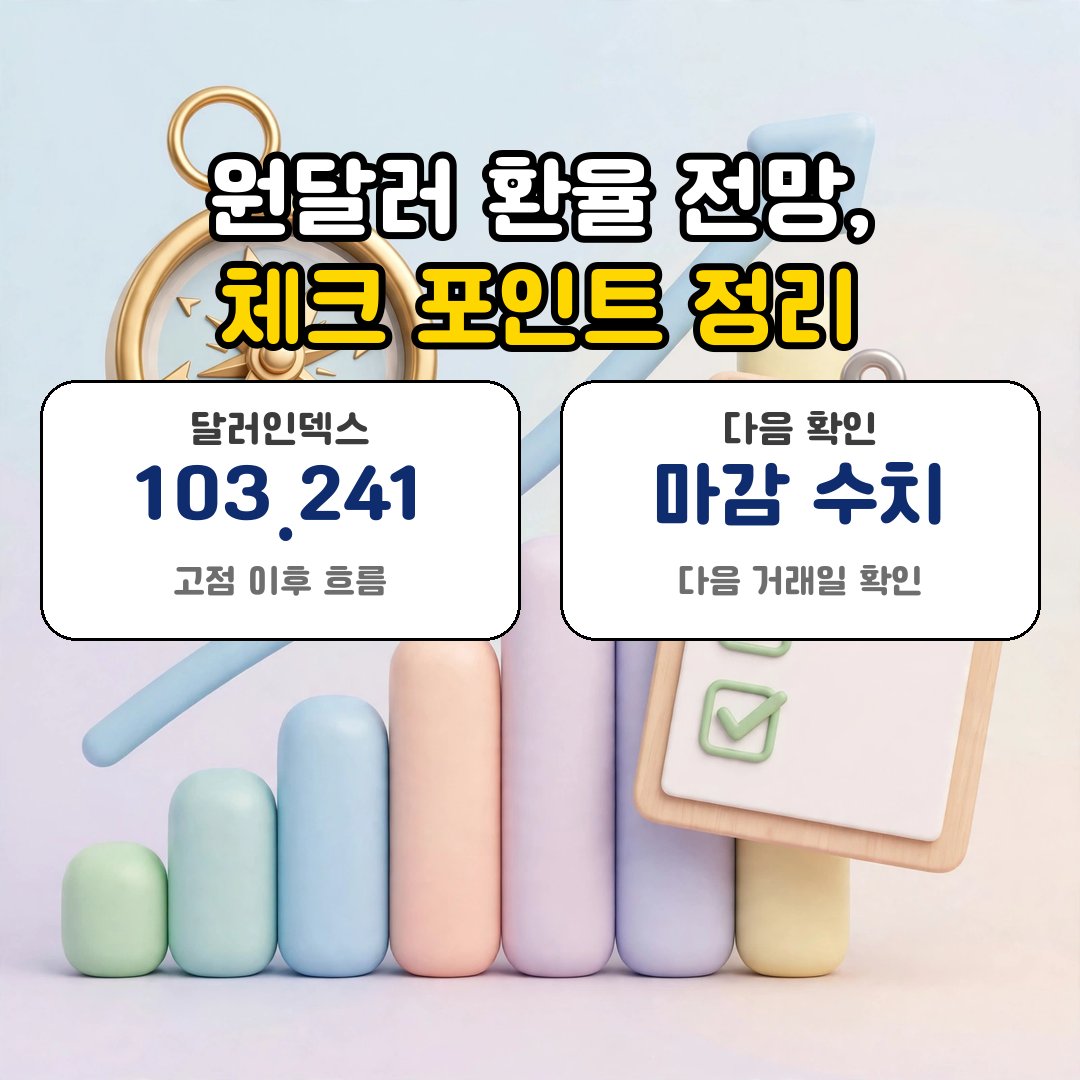 원달러 환율 전망,
체크 포인트 정리
달러인덱스
103.241
고점 이후 흐름
다음 확인
마감 수치
다음 거래일 확인